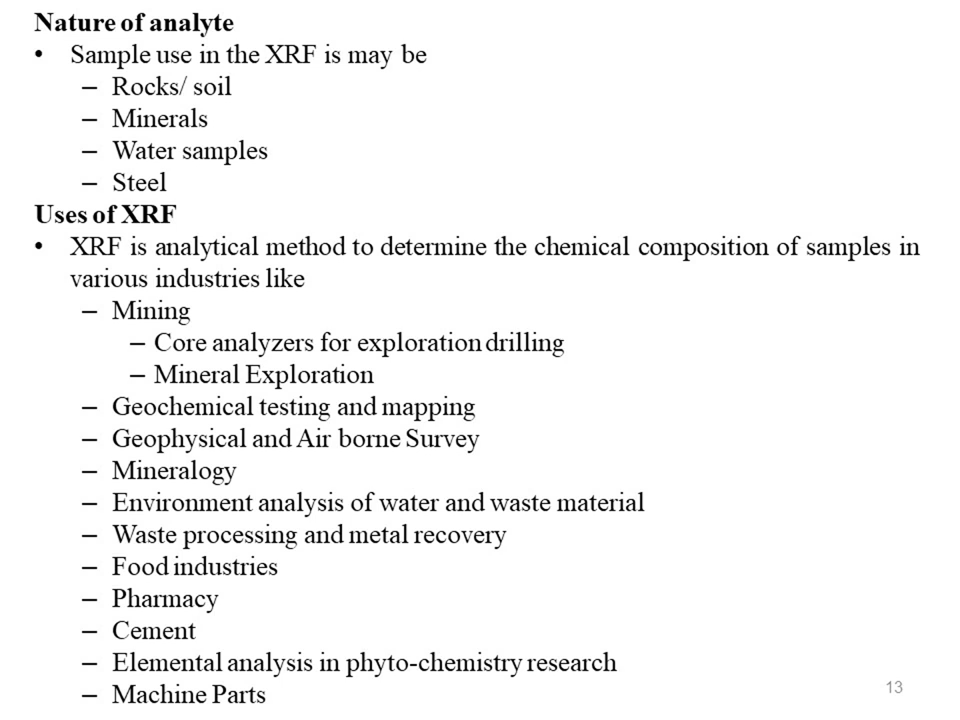 Nature of analyte
• Sample use in the XRF is may be
– Rocks/ soil
– Minerals
– Water samples
– Steel
Uses of XRF
• XRF is analytical method to determine the chemical composition of samples in
various industries like
– Mining
– Core analyzers for exploration drilling
– Mineral Exploration
– Geochemical testing and mapping
– Geophysical and Air borne Survey
– Mineralogy
– Environment analysis of water and waste material
– Waste processing and metal recovery
– Food industries
– Pharmacy
– Cement
– Elemental analysis in phyto-chemistry research
– Machine Parts
13